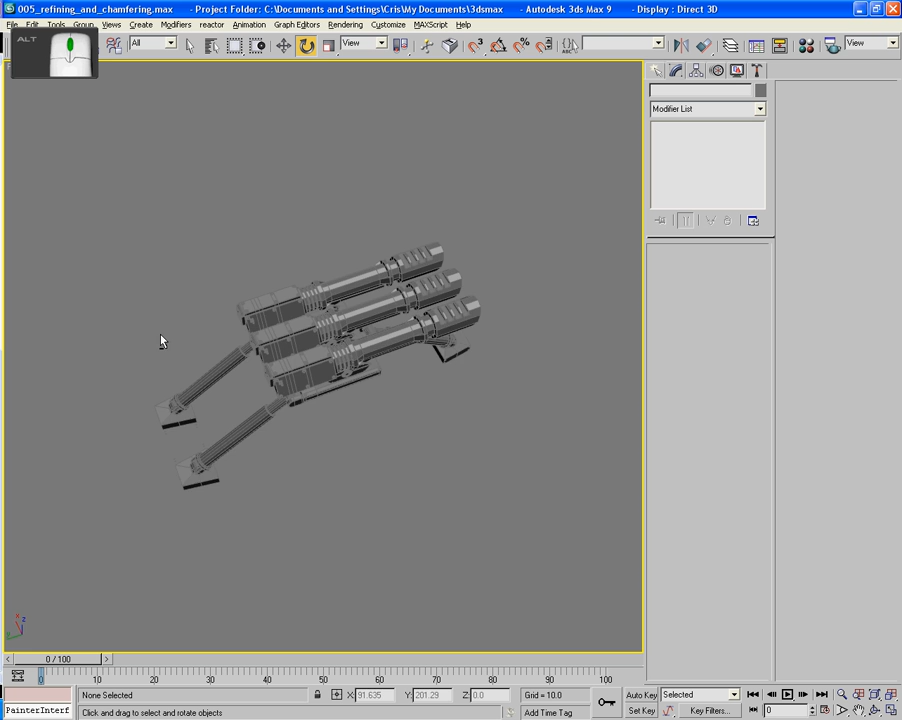 005_refining_and_chamfering.max - Project Folder: C:\Documents and Settings\Cris\My Documents\3dsmax - Autodesk 3ds Max 9 - Display : Direct 3D
File Edit Tools Group Views Create Modifiers reactor Animation Graph Editors Rendering Customize MAXScript Help
ALT
All
View
View
ABC
3
Modifier List
z
0 / 100
0 10 20 30 40 50 60 70 80 90 100
None Selected X: 91.635 Y: 201.29 Z: 0.0 Grid = 10.0 Auto Key Selected
PainterInterf Click and drag to select and rotate objects Add Time Tag Set Key Key Filters... 0